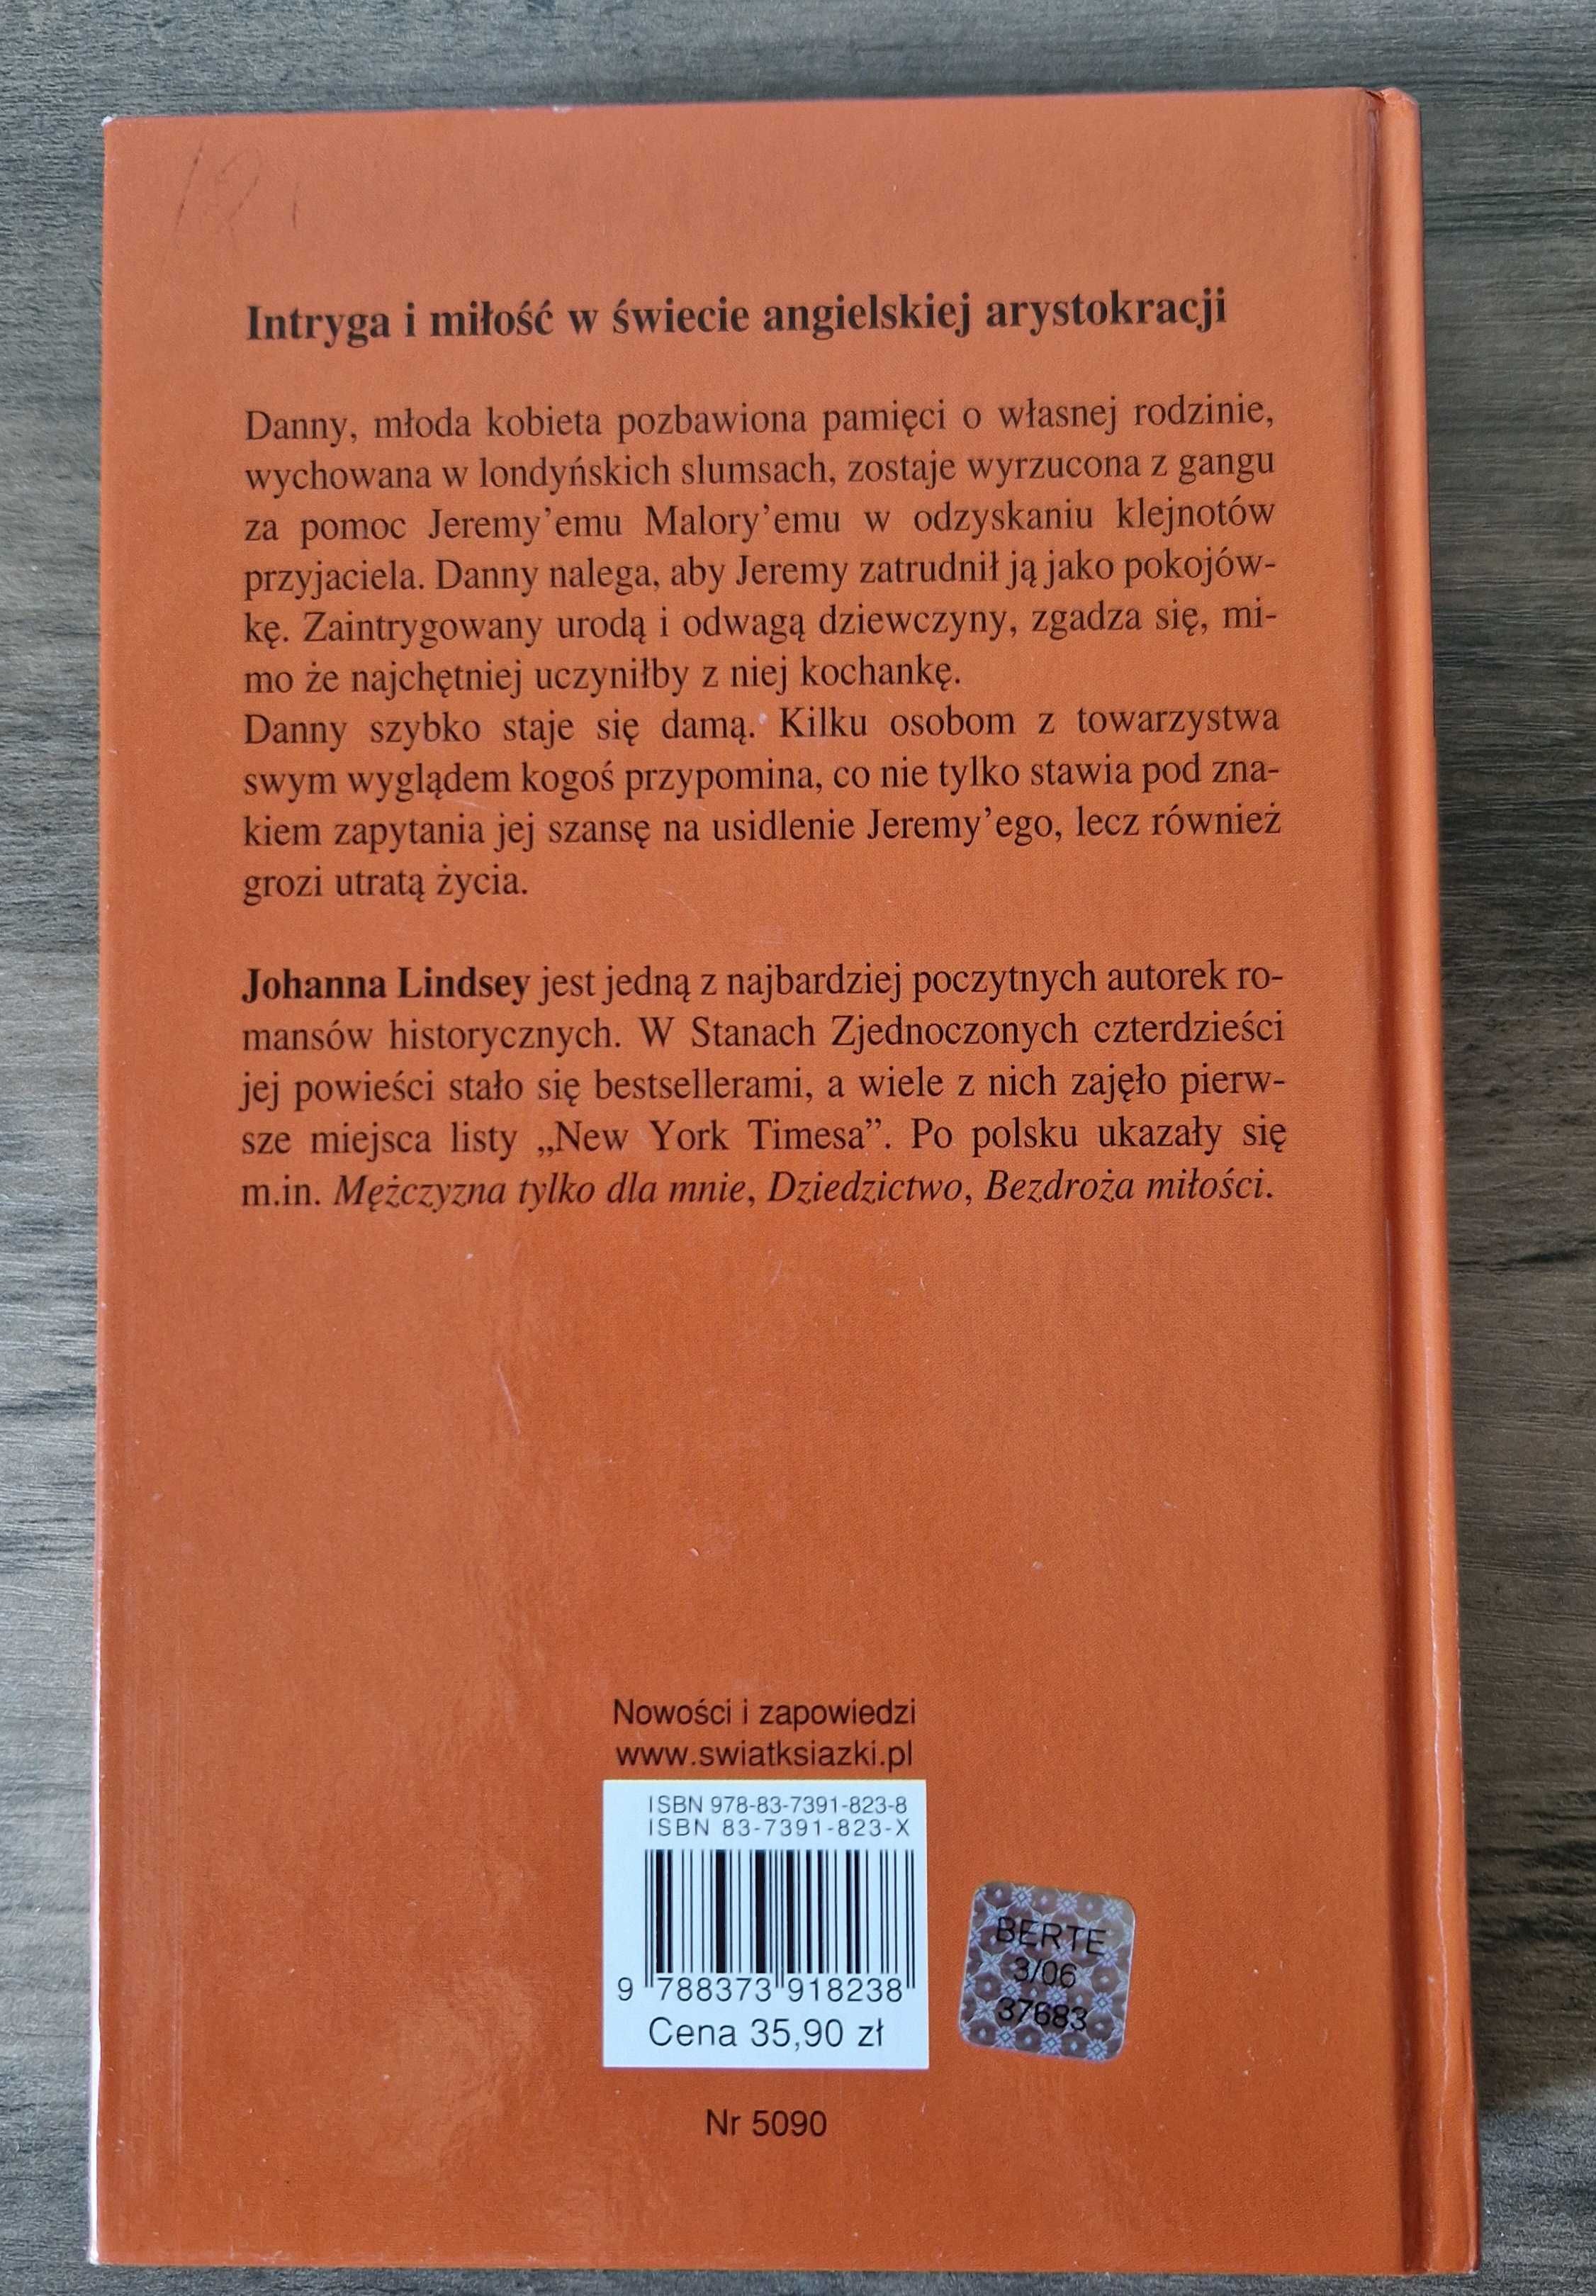 Intryga i miłość w świecie angielskiej arystokracji
Danny, młoda kobieta pozbawiona pamięci o własnej rodzinie,
wychowana w londyńskich slumsach, zostaje wyrzucona z gangu
za pomoc Jeremy’emu Malory’emu w odzyskaniu klejnotów
przyjaciela. Danny nalega, aby Jeremy zatrudnił ją jako pokojów-
kę. Zaintrygowany urodą i odwagą dziewczyny, zgadza się, mi-
mo że najchętniej uczyniłby z niej kochankę.
Danny szybko staje się damą. Kilku osobom z towarzystwa
swym wyglądem kogoś przypomina, co nie tylko stawia pod zna-
kiem zapytania jej szansę na usidlenie Jeremy’ego, lecz również
grozi utratą życia.
Johanna Lindsey jest jedną z najbardziej poczytnych autorek ro-
mansów historycznych. W Stanach Zjednoczonych czterdzieści
jej powieści stało się bestsellerami, a wiele z nich zajęło pierw-
sze miejsca listy „New York Timesa”. Po polsku ukazały się
m.in. Mężczyzna tylko dla mnie, Dziedzictwo, Bezdroża miłości.
Nowości i zapowiedzi
www.swiatksiazki.pl
ISBN 978-83-7391-823-8
ISBN 83-7391-823-X
9 788373 918238
Cena 35,90 zł
BERTE
3/06
37683
Nr 5090